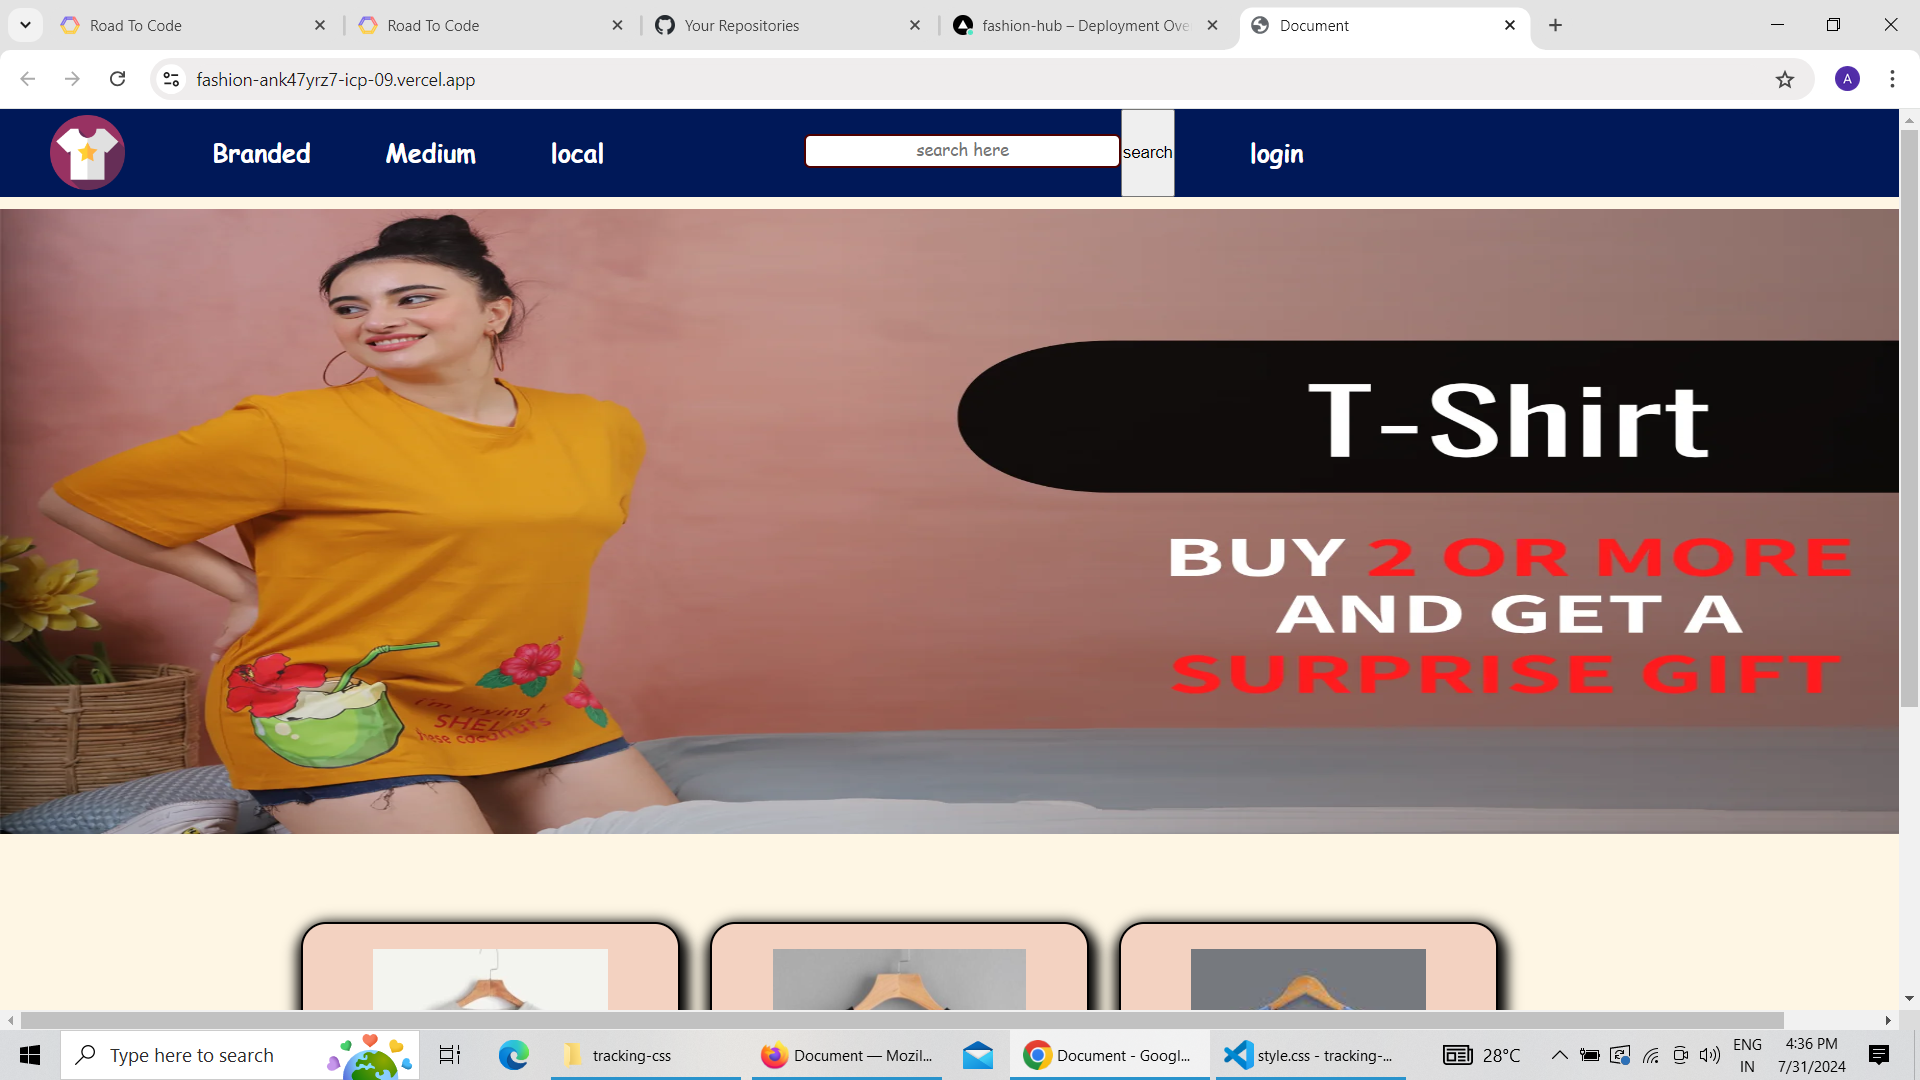 Road To Code
Road To Code
Your Repositories
fashion-hub – Deployment Ove
Document
fashion-ank47yrz7-icp-09.vercel.app
A
Branded
Medium
local
search here
search
login
T-Shirt
BUY 2 OR MORE
AND GET A
SURPRISE GIFT
I'm trying
SHEL
these coconuts
Type here to search
tracking-css
Document — Mozil...
Document - Googl...
style.css - tracking-...
28°C
ENG
IN
4:36 PM
7/31/2024